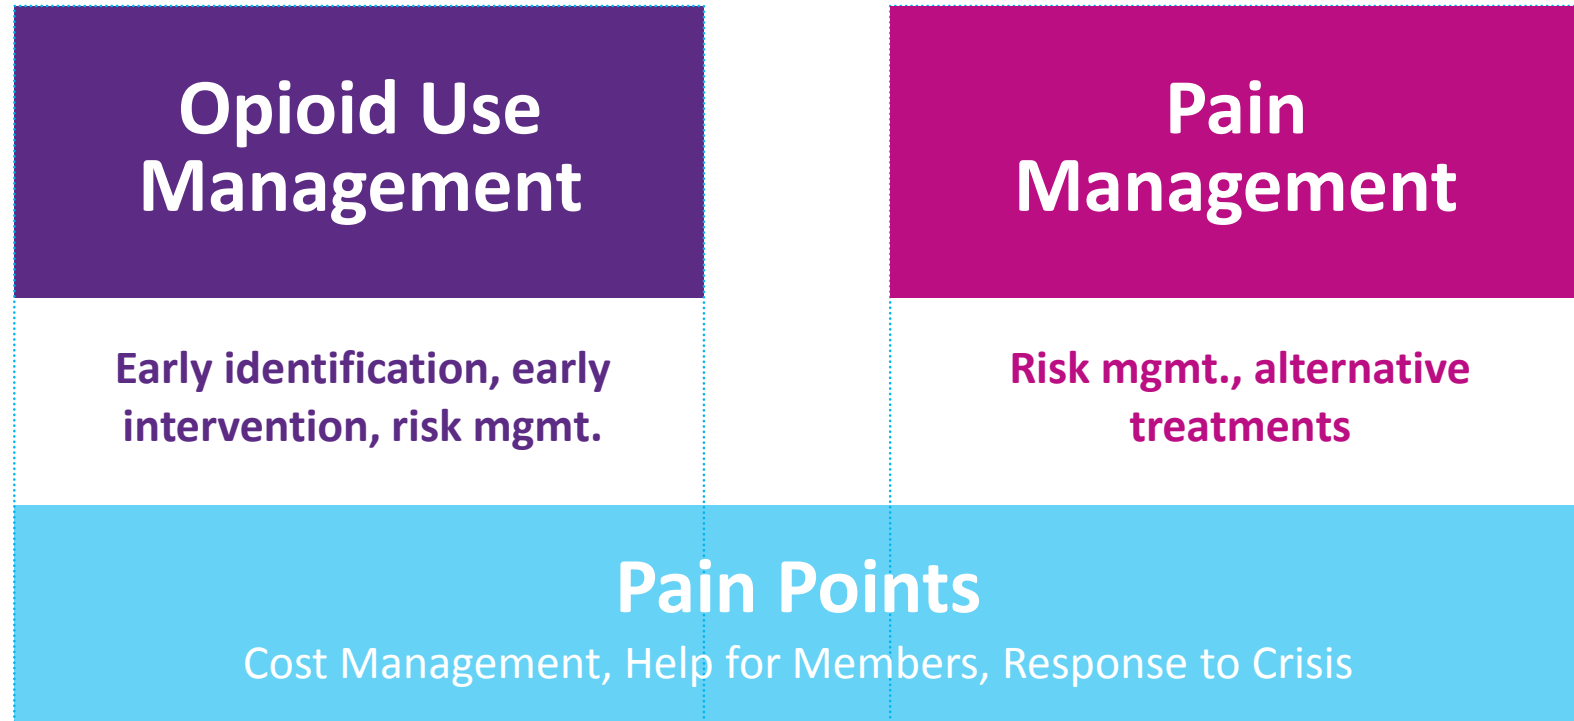 Opioid Use
Management
Early identification, early
intervention, risk mgmt.
Pain
Management
Risk mgmt., alternative
treatments
Pain Points
Cost Management, Help for Members, Response to Crisis